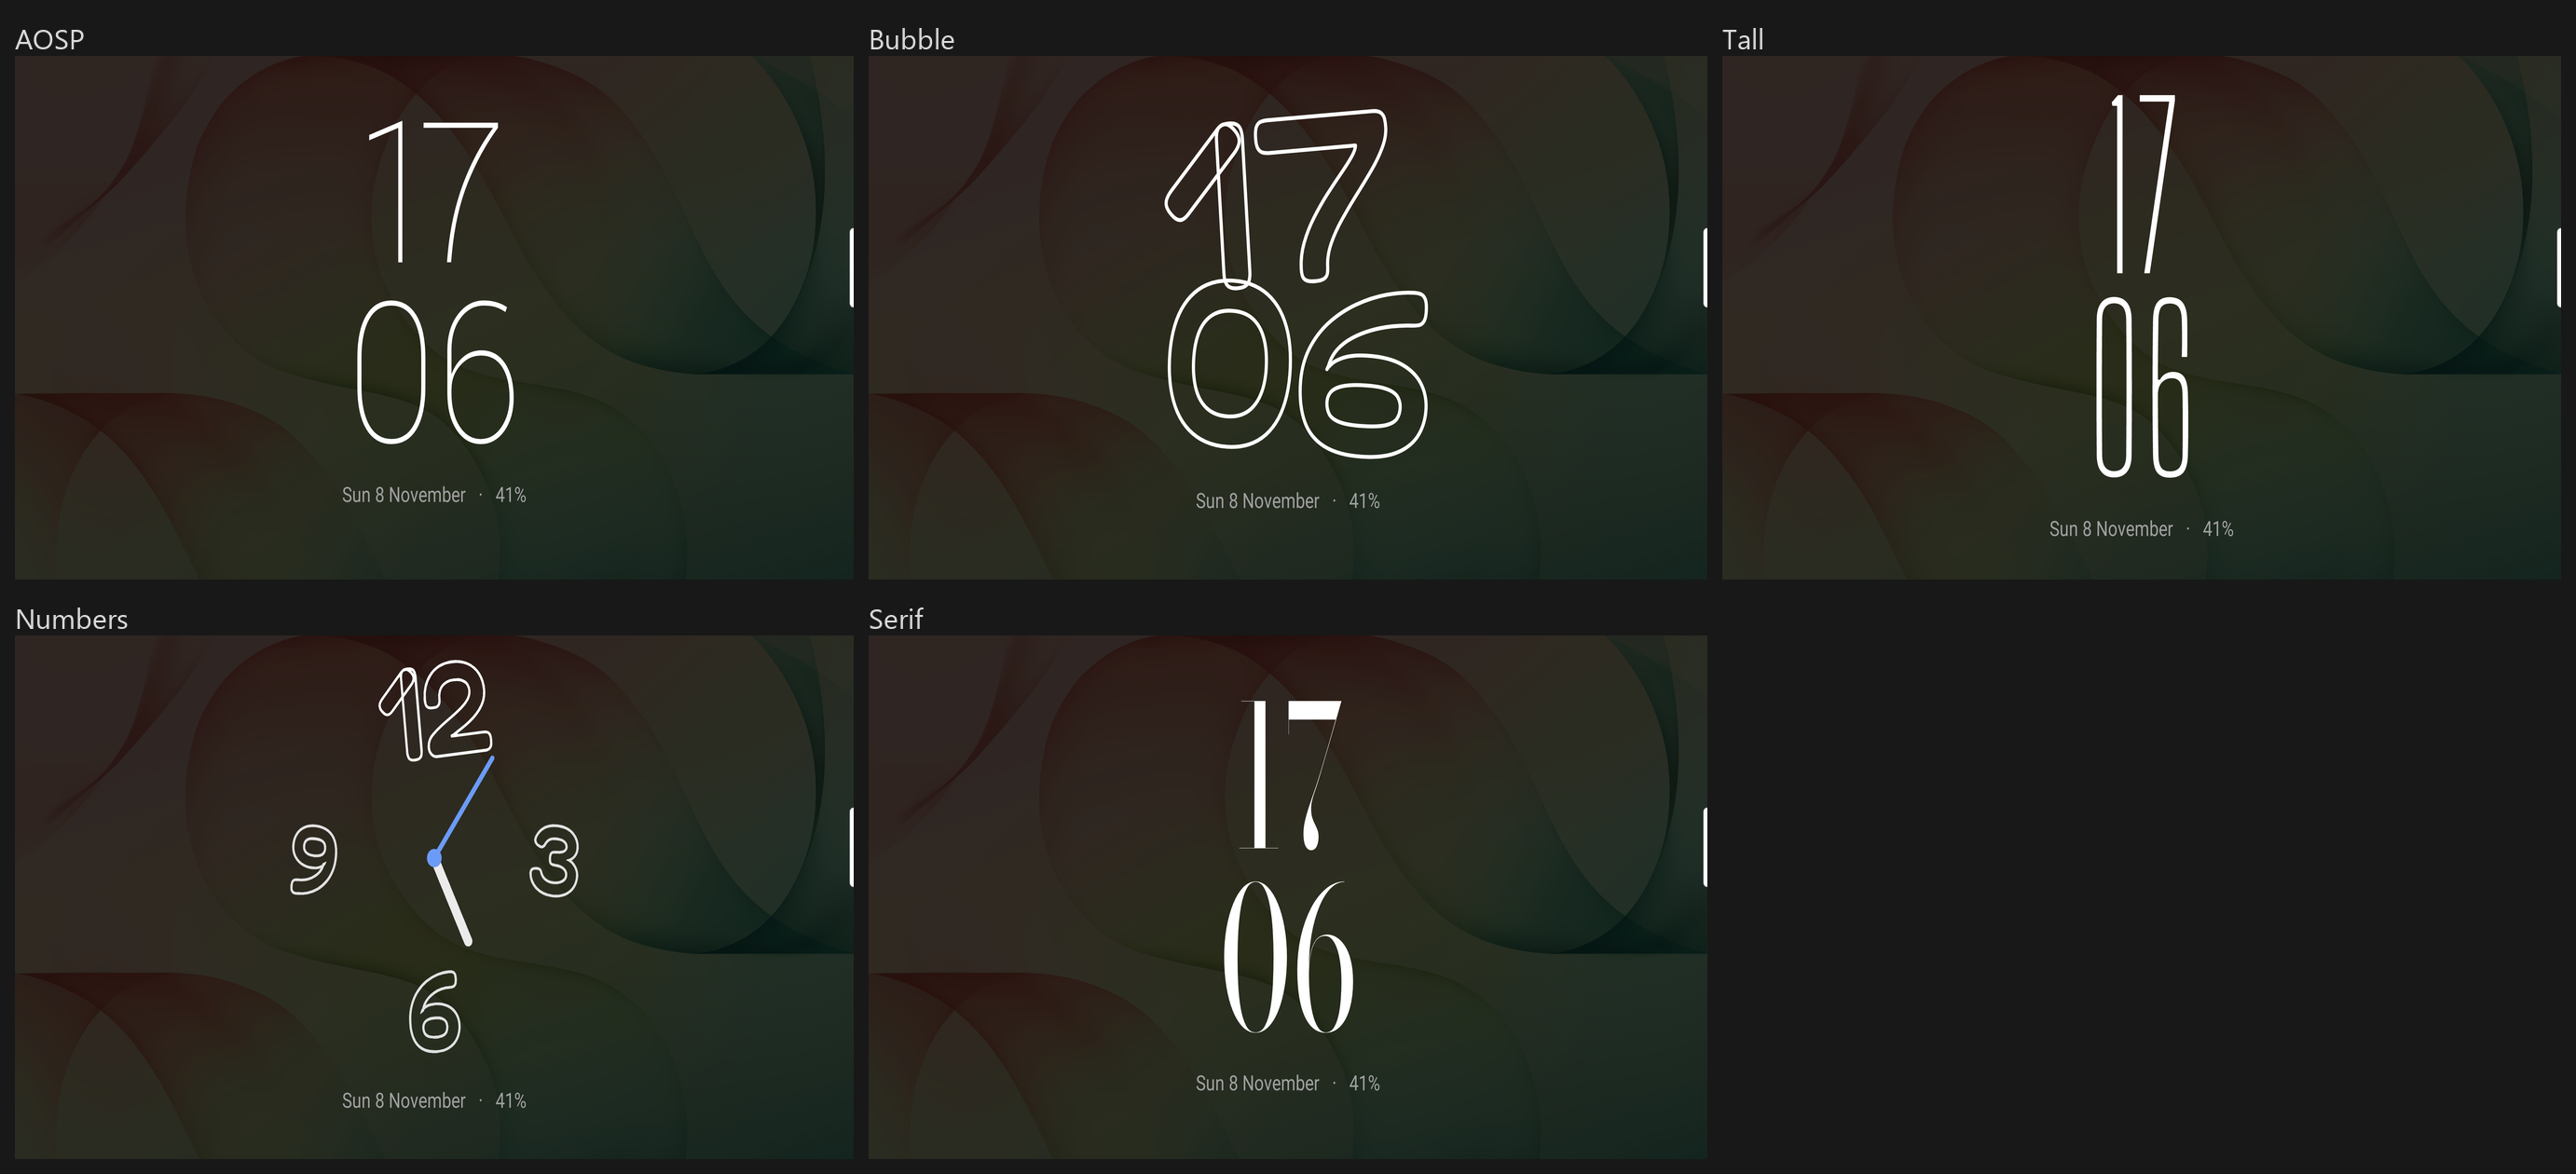 AOSP
17
06
Sun 8 November · 41%
Bubble
17
06
Sun 8 November · 41%
Tall
17
06
Sun 8 November · 41%
Numbers
12
9 3
6
Sun 8 November · 41%
Serif
17
06
Sun 8 November · 41%